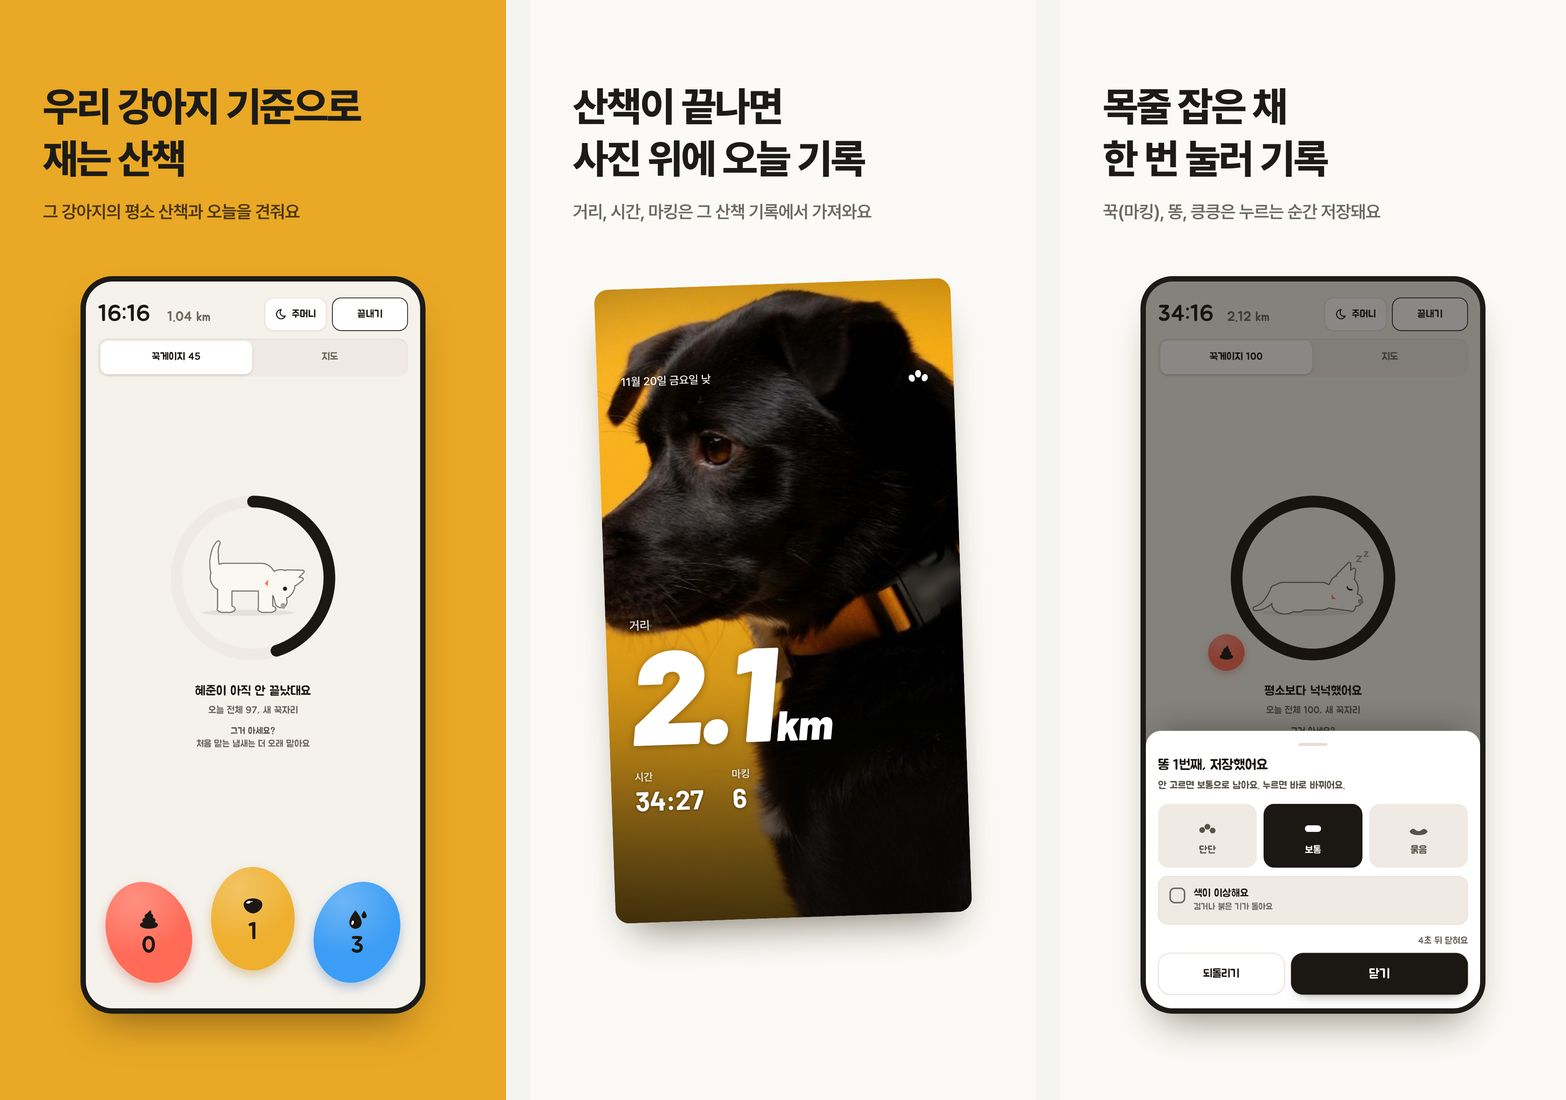 우리 강아지 기준으로
재는 산책
그 강아지의 평소 산책과 오늘을 견줘요
16:16 1.04 km 주머니 끝내기
꾹게이지 45 지도
혜준이 아직 안 끝났대요
오늘 전체 97, 새 꾹자리
그거 아세요?
처음 맡는 냄새는 더 오래 맡아요
0 1 3
산책이 끝나면
사진 위에 오늘 기록
거리, 시간, 마킹은 그 산책 기록에서 가져와요
11월 20일 금요일 낮
거리
2.1km
시간 마킹
34:27 6
목줄 잡은 채
한 번 눌러 기록
꾹(마킹), 똥, 킁킁은 누르는 순간 저장돼요
34:16 2.12 km 주머니 끝내기
꾹게이지 100 지도
z z
평소보다 넉넉했어요
오늘 전체 100, 새 꾹자리
똥 1번째, 저장했어요
안 고르면 보통으로 남아요. 누르면 바로 바뀌어요.
단단 보통 묽음
색이 이상해요
검거나 붉은 기가 돌아요
4초 뒤 닫혀요
되돌리기 닫기